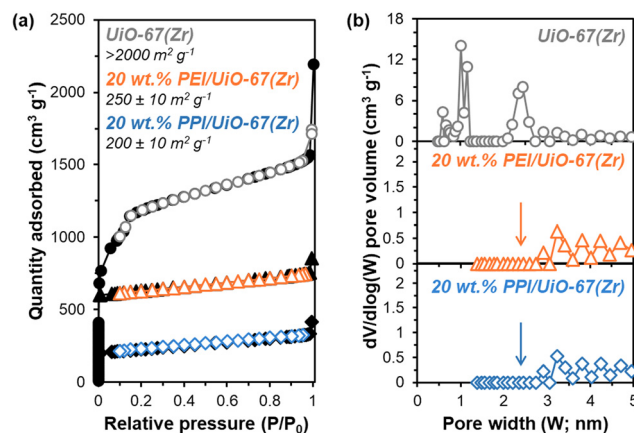 (a)
UiO-67(Zr)
>2000 m² g⁻¹
20 wt.% PEI/UiO-67(Zr)
250 ± 10 m² g⁻¹
20 wt.% PPI/UiO-67(Zr)
200 ± 10 m² g⁻¹
Quantity adsorbed (cm³ g⁻¹)
2500
2000
1500
1000
500
0
0 0.2 0.4 0.6 0.8 1
Relative pressure (P/P₀)
(b)
UiO-67(Zr)
dV/dlog(W) pore volume (cm³ g⁻¹)
18
12
6
0
20 wt.% PEI/UiO-67(Zr)
2
1.5
1
0.5
0
20 wt.% PPI/UiO-67(Zr)
2
1.5
1
0.5
0
0 1 2 3 4 5
Pore width (W; nm)